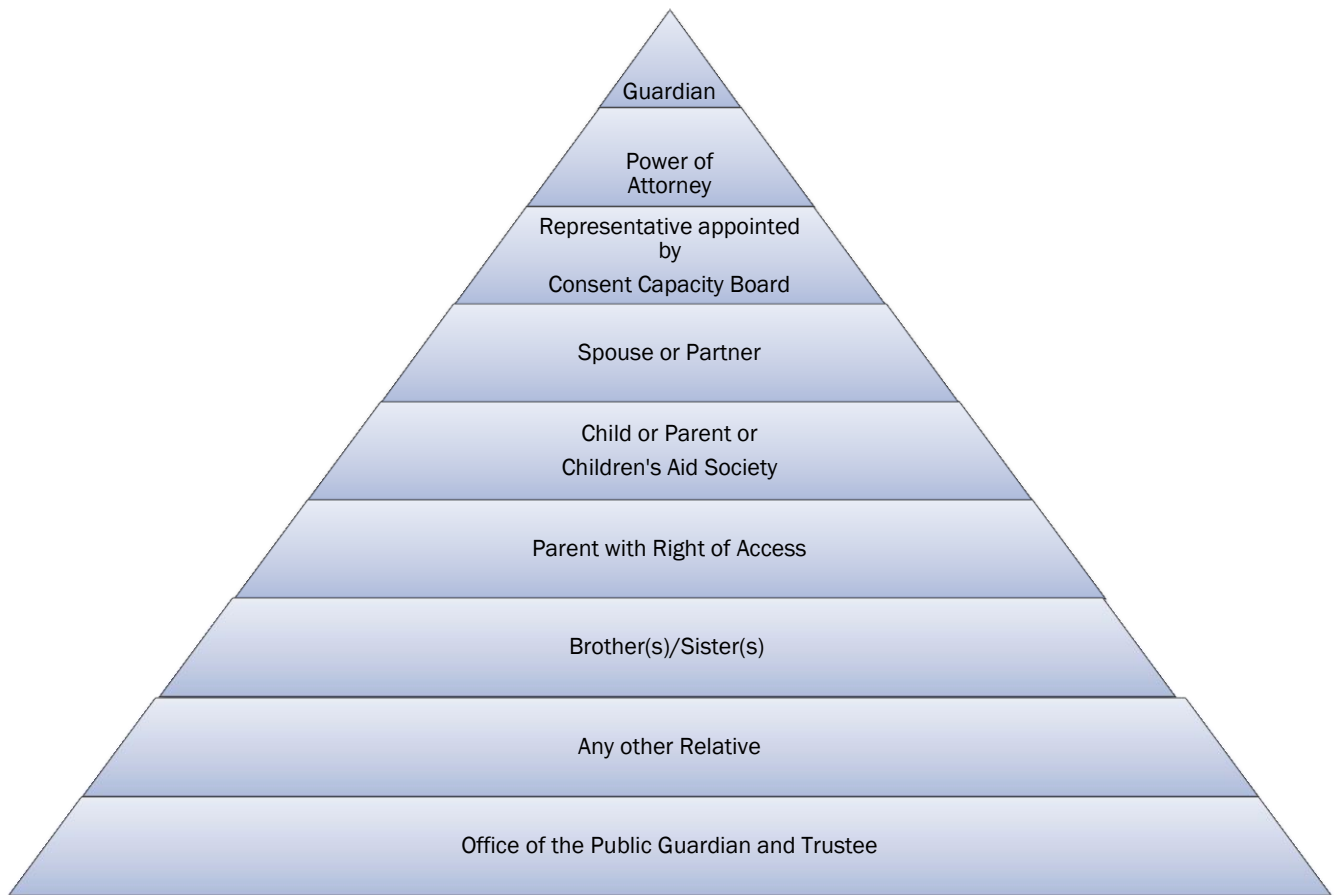 Guardian
Power of
Attorney
Representative appointed
by
Consent Capacity Board
Spouse or Partner
Child or Parent or
Children's Aid Society
Parent with Right of Access
Brother(s)/Sister(s)
Any other Relative
Office of the Public Guardian and Trustee